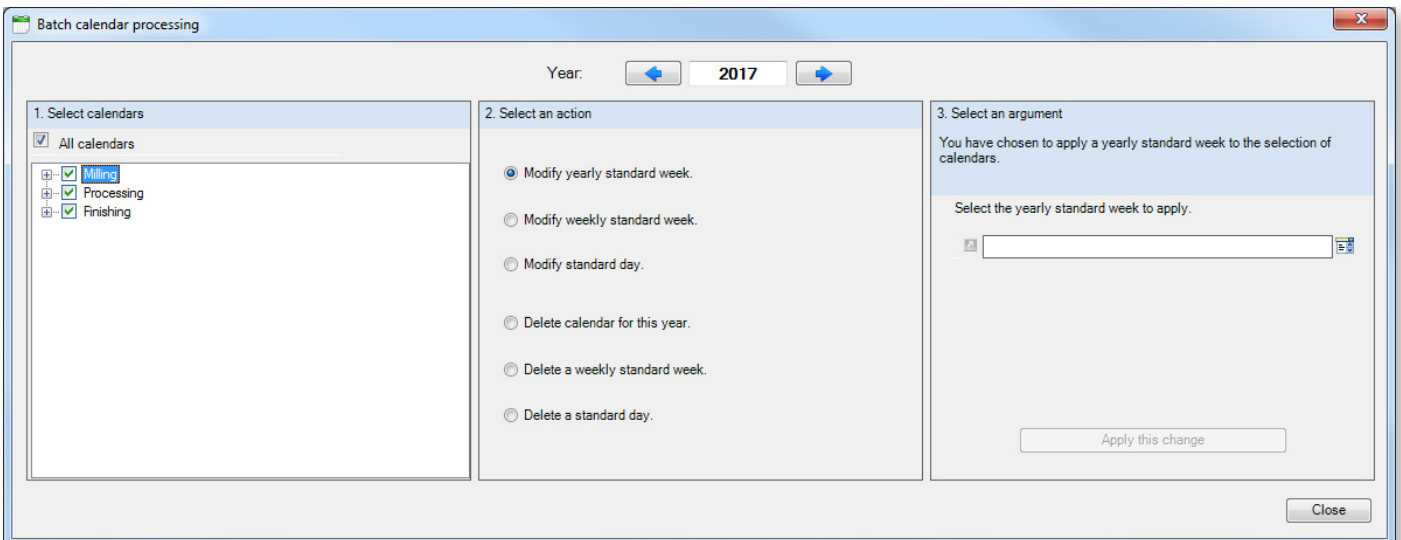 Batch calendar processing
Year:
2017
1. Select calendars
All calendars
Milling
Processing
Finishing
2. Select an action
Modify yearly standard week.
Modify weekly standard week.
Modify standard day.
Delete calendar for this year.
Delete a weekly standard week.
Delete a standard day.
3. Select an argument
You have chosen to apply a yearly standard week to the selection of
calendars.
Select the yearly standard week to apply.
Apply this change
Close